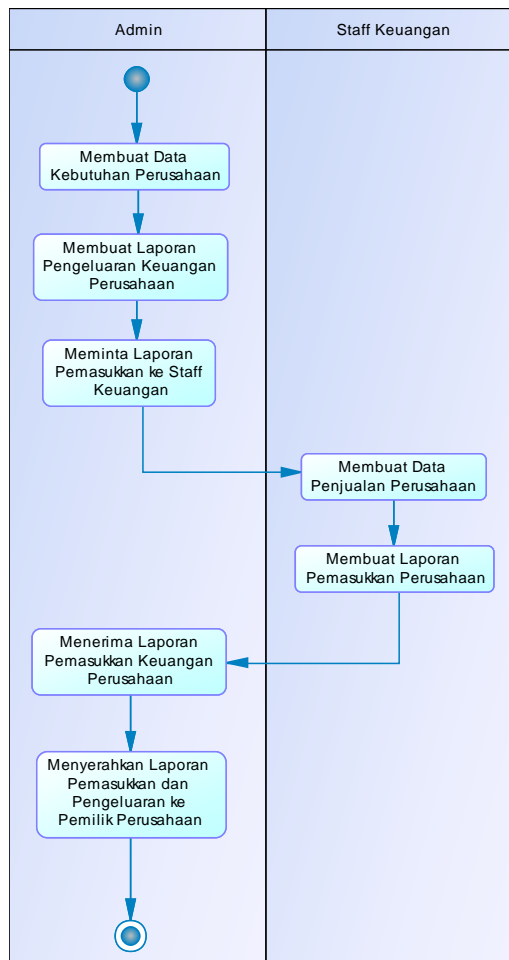 Admin
Staff Keuangan
Membuat Data
Kebutuhan Perusahaan
Membuat Laporan
Pengeluaran Keuangan
Perusahaan
Meminta Laporan
Pemasukkan ke Staff
Keuangan
Membuat Data
Penjualan Perusahaan
Membuat Laporan
Pemasukkan Perusahaan
Menerima Laporan
Pemasukkan Keuangan
Perusahaan
Menyerahkan Laporan
Pemasukkan dan
Pengeluaran ke
Pemilik Perusahaan